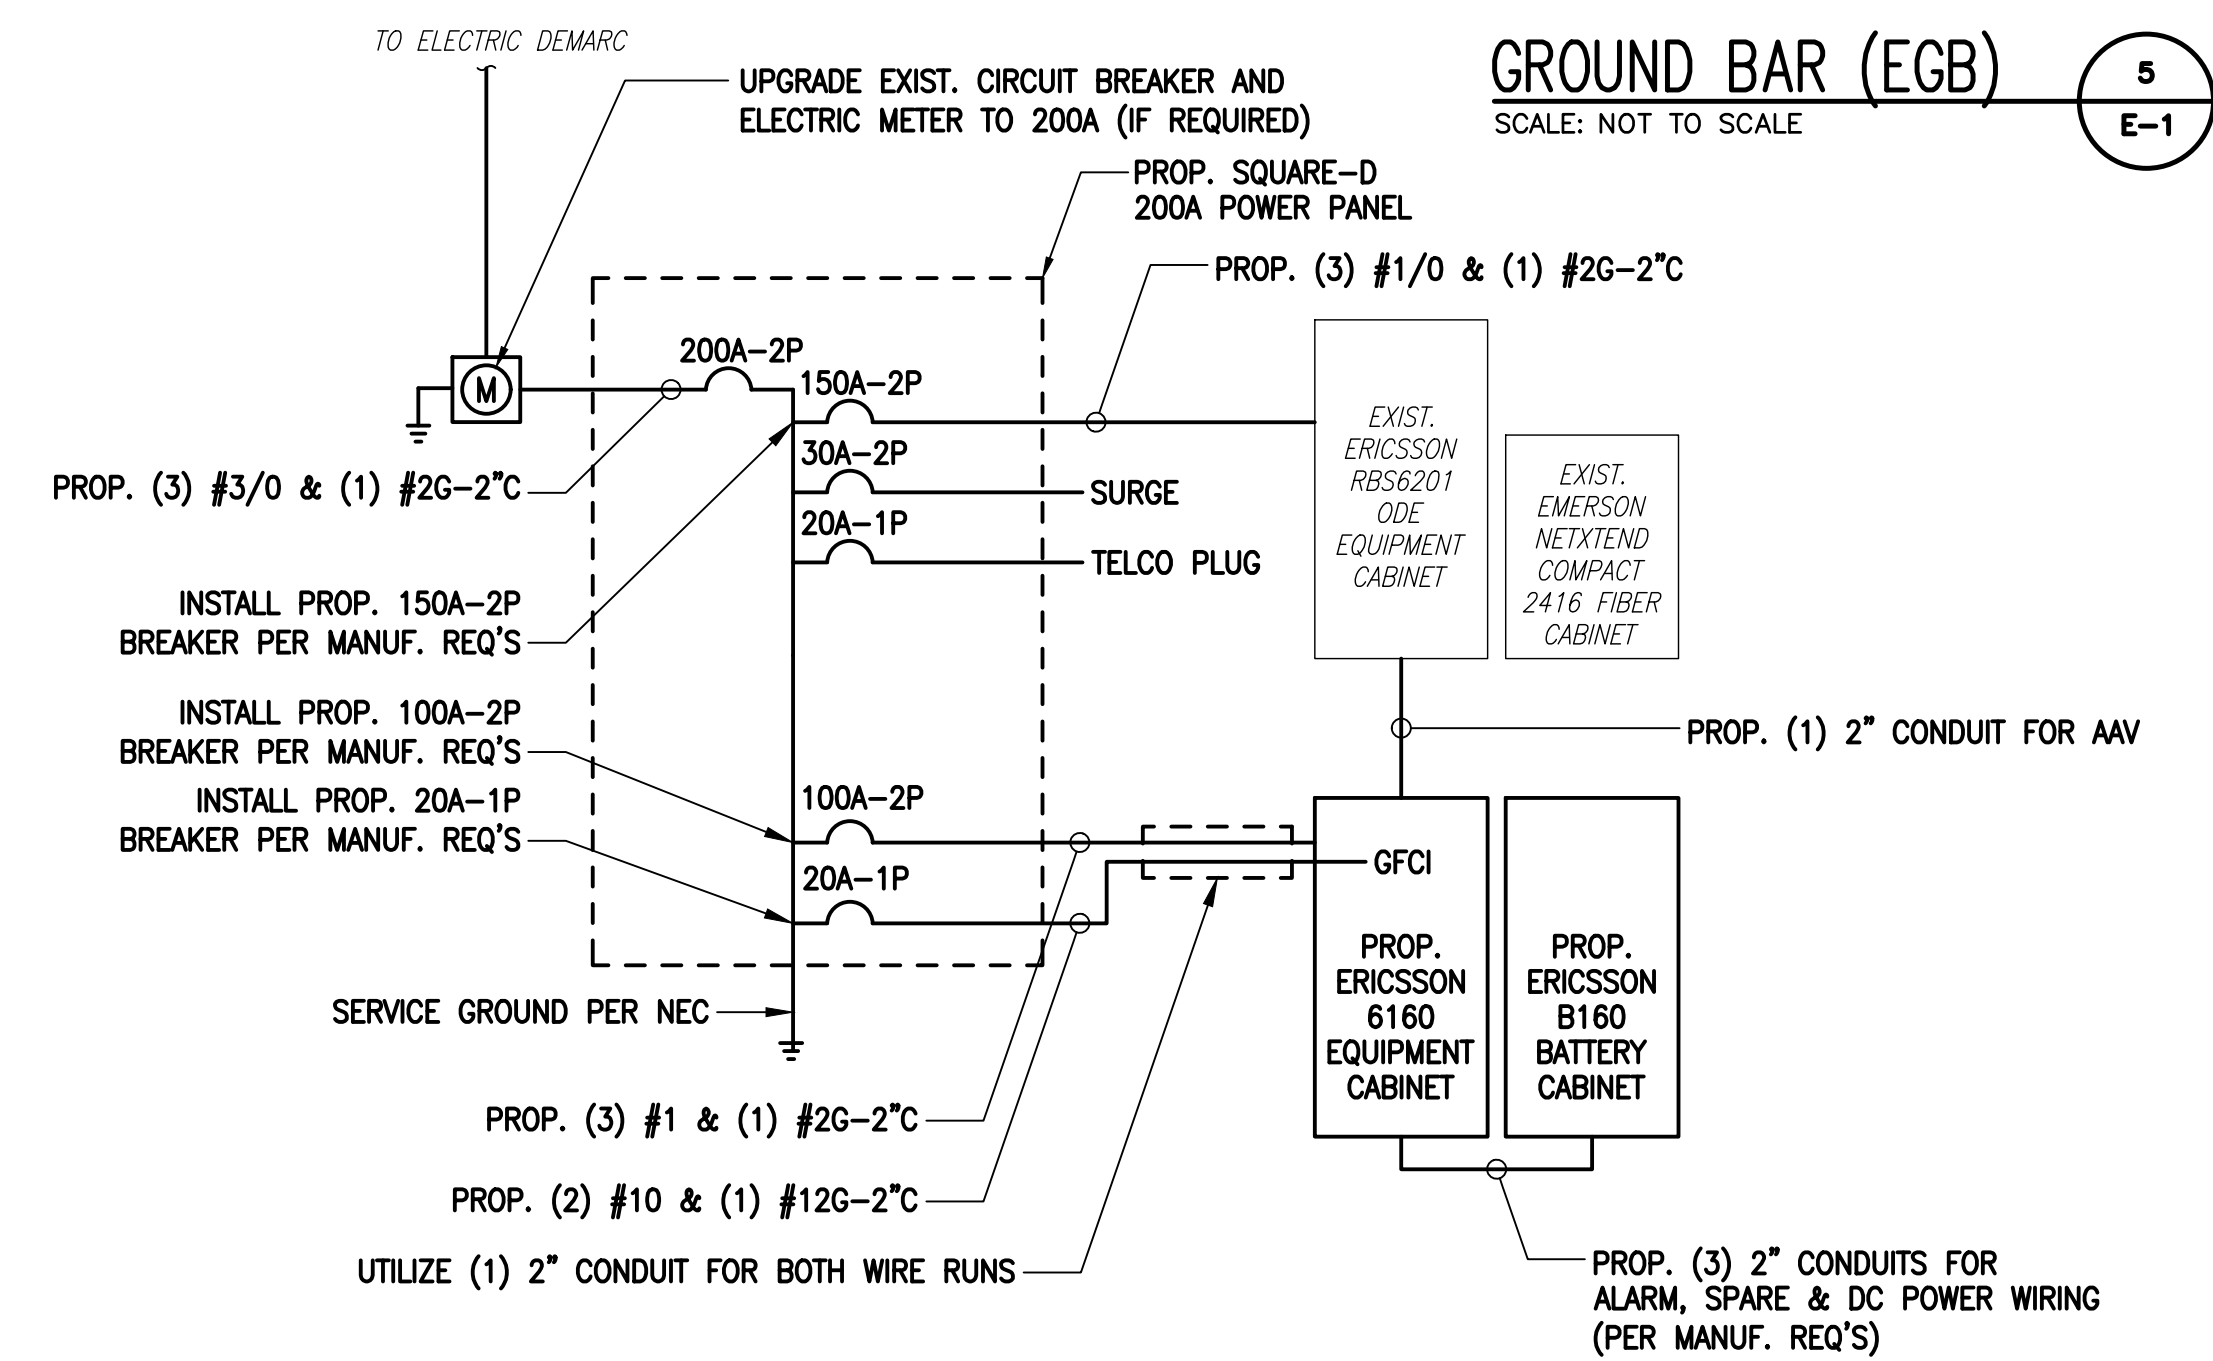 TO ELECTRIC DEMARC
UPGRADE EXIST. CIRCUIT BREAKER AND
ELECTRIC METER TO 200A (IF REQUIRED)
GROUND BAR (EGB)
SCALE: NOT TO SCALE
5
E-1
PROP. SQUARE-D
200A POWER PANEL
PROP. (3) #1/0 & (1) #2G-2"C
200A-2P
M
150A-2P
30A-2P
SURGE
20A-1P
TELCO PLUG
PROP. (3) #3/0 & (1) #2G-2"C
EXIST.
ERICSSON
RBS6201
ODE
EQUIPMENT
CABINET
EXIST.
EMERSON
NETXTEND
COMPACT
2416 FIBER
CABINET
INSTALL PROP. 150A-2P
BREAKER PER MANUF. REQ'S
INSTALL PROP. 100A-2P
BREAKER PER MANUF. REQ'S
INSTALL PROP. 20A-1P
BREAKER PER MANUF. REQ'S
PROP. (1) 2" CONDUIT FOR AAV
100A-2P
20A-1P
GFCI
PROP.
ERICSSON
6160
EQUIPMENT
CABINET
PROP.
ERICSSON
B160
BATTERY
CABINET
SERVICE GROUND PER NEC
PROP. (3) #1 & (1) #2G-2"C
PROP. (2) #10 & (1) #12G-2"C
UTILIZE (1) 2" CONDUIT FOR BOTH WIRE RUNS
PROP. (3) 2" CONDUITS FOR
ALARM, SPARE & DC POWER WIRING
(PER MANUF. REQ'S)